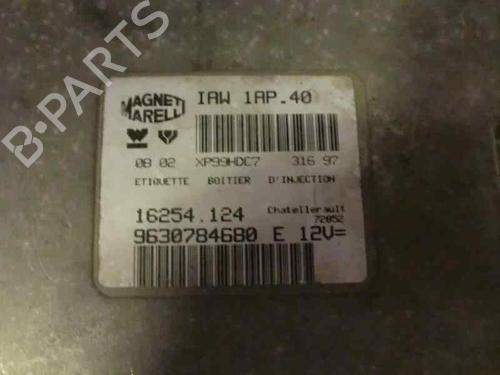 B-PARTS
MAGNETI
MARELLI
IAW 1AP.40
08 02 XP99HDC7 316 97
ETIQUETTE BOITIER D'INJECTION
16254.124 Chatellerault
72852
9630784680 E 12V=